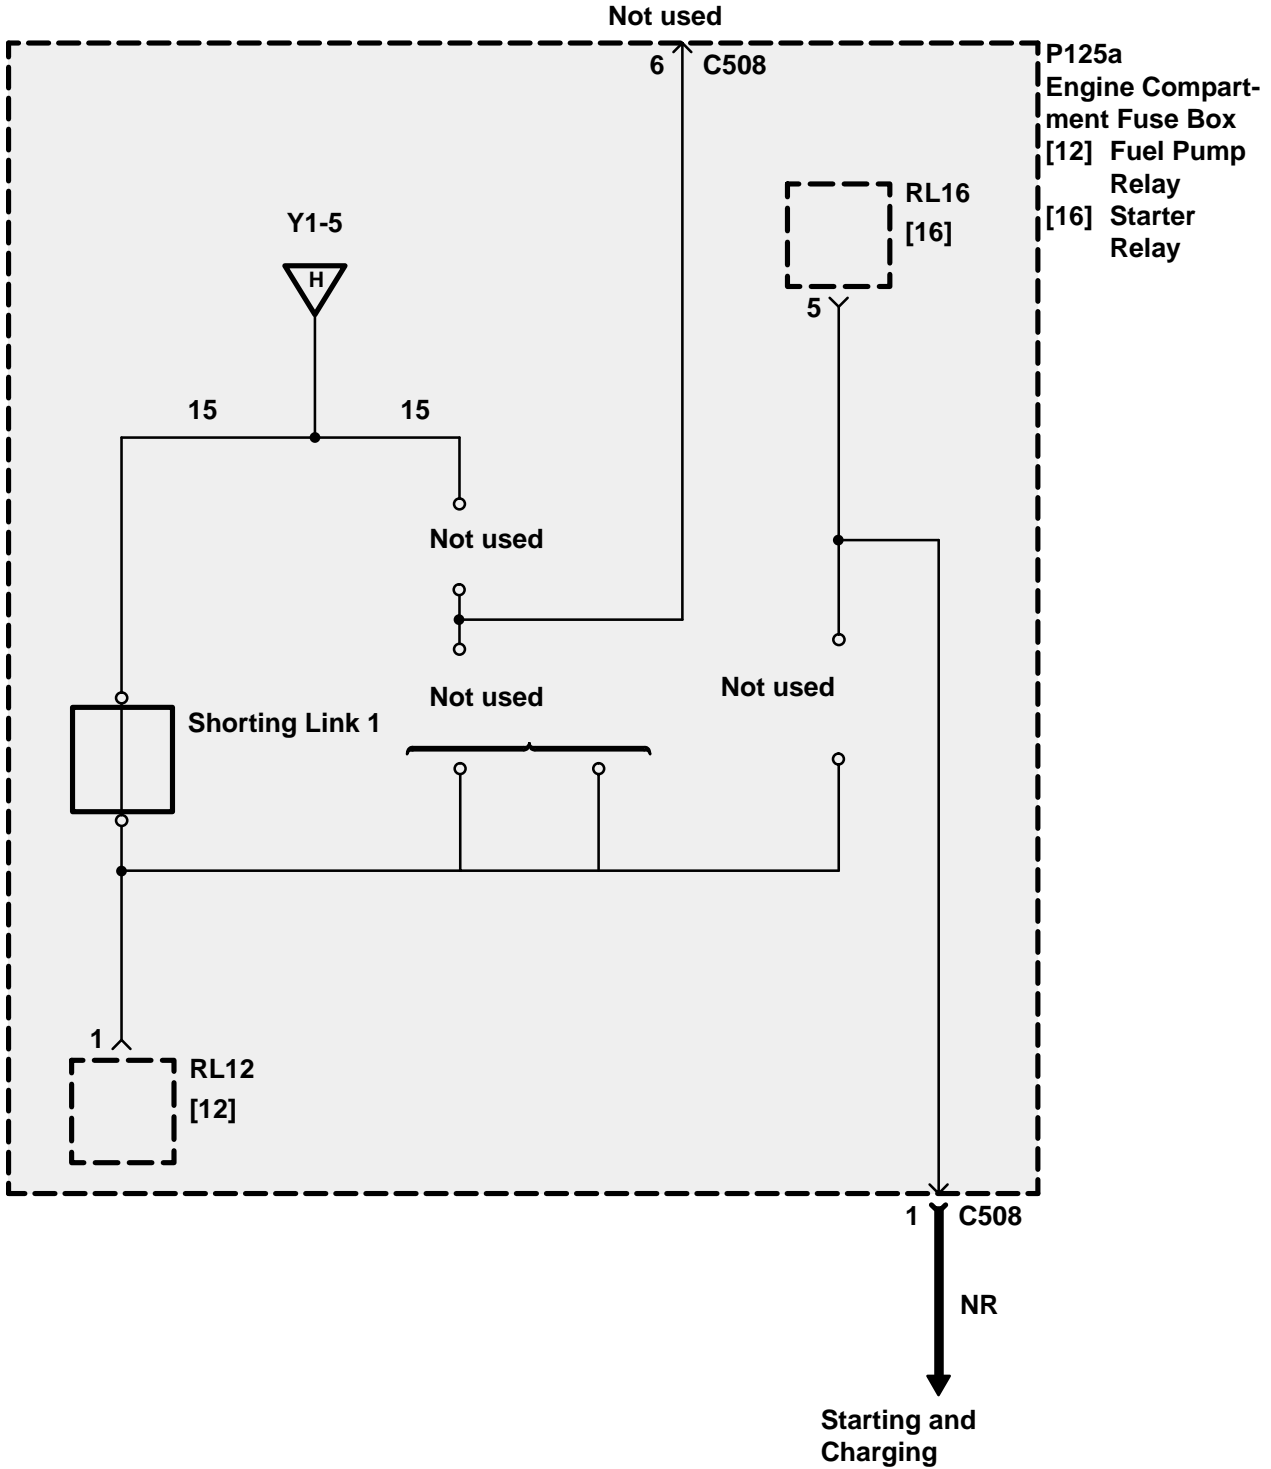 Not used
6 C508
P125a
Engine Compart-
ment Fuse Box
[12] Fuel Pump
Relay
[16] Starter
Relay
RL16
[16]
5
Y1-5
H
15 15
Not used
Not used
Not used
Shorting Link 1
1
RL12
[12]
1 C508
NR
Starting and
Charging